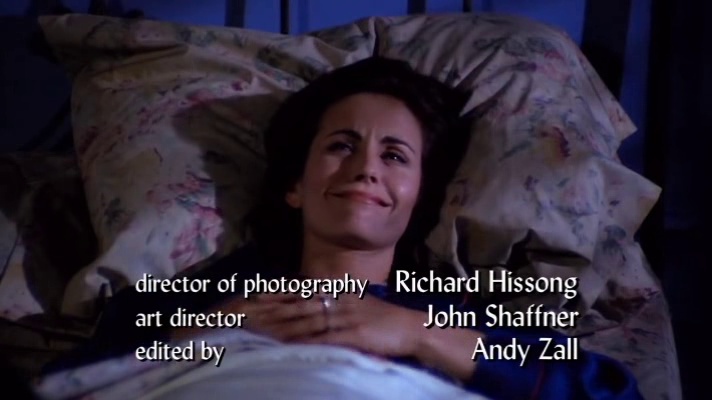 director of photography Richard Hissong
art director John Shaffner
edited by Andy Zall